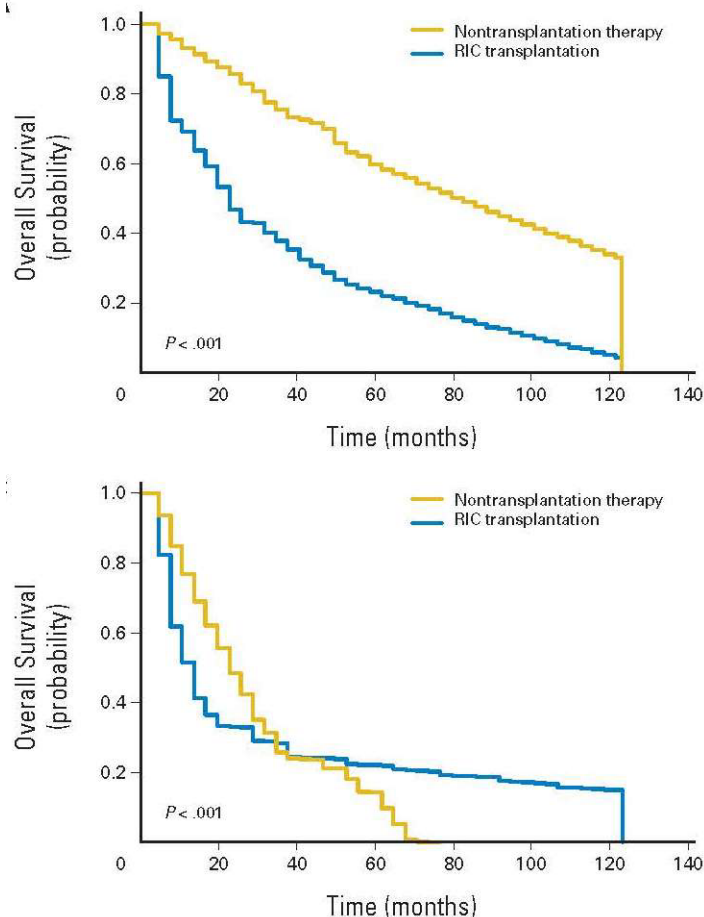 1.0
0.8
0.6
0.4
0.2
0
Overall Survival
(probability)
Nontransplantation therapy
RIC transplantation
P < .001
20 40 60 80 100 120 140
Time (months)
1.0
0.8
0.6
0.4
0.2
0
Overall Survival
(probability)
Nontransplantation therapy
RIC transplantation
P < .001
20 40 60 80 100 120 140
Time (months)